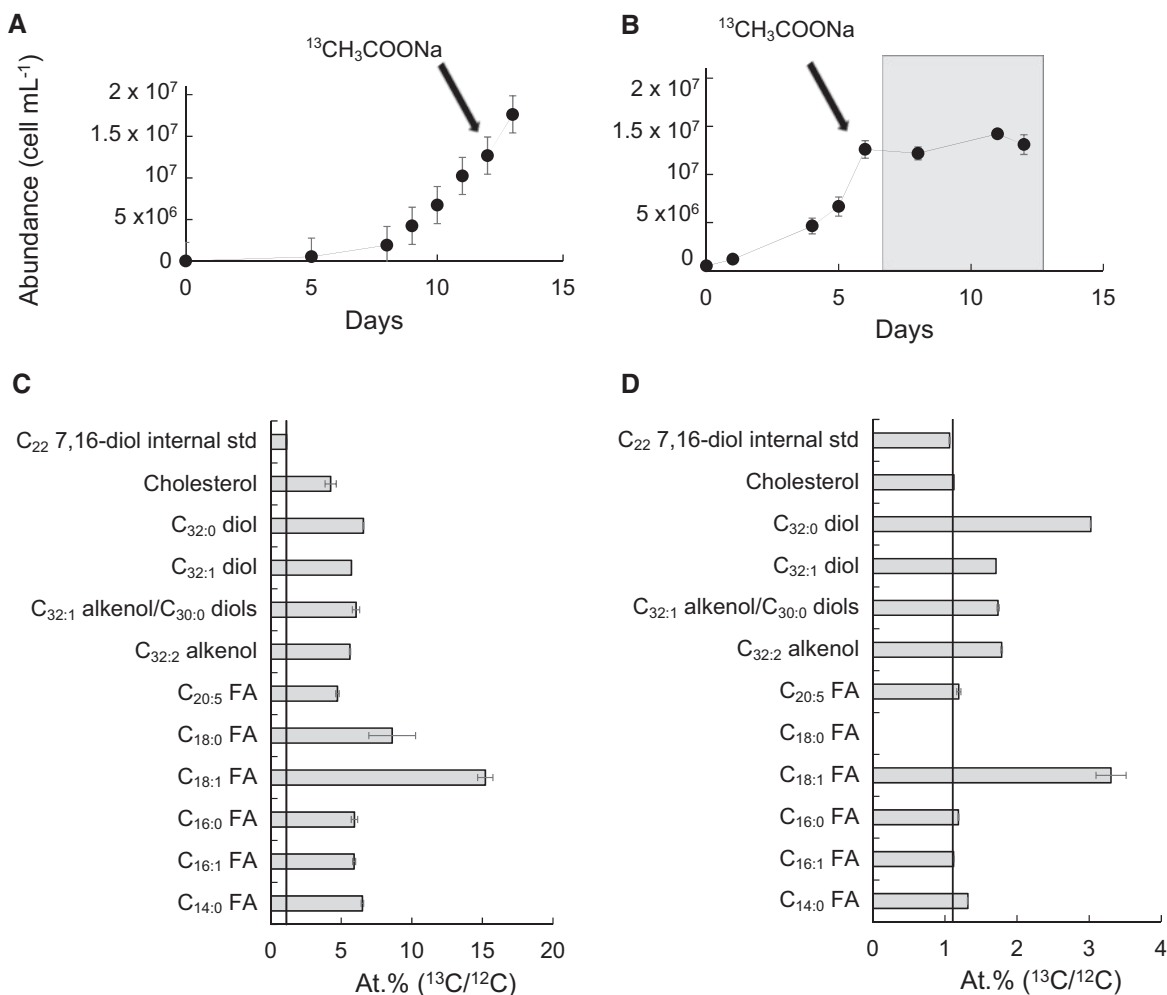 A
¹³CH₃COONa
Abundance (cell mL⁻¹)
2 x 10⁷
1.5 x 10⁷
10⁷
5 x10⁶
0
0 5 10 15
Days
B
¹³CH₃COONa
2 x 10⁷
1.5 x 10⁷
10⁷
5 x10⁶
0
0 5 10 15
Days
C
C₂₂ 7,16-diol internal std
Cholesterol
C₃₂:₀ diol
C₃₂:₁ diol
C₃₂:₁ alkenol/C₃₀:₀ diols
C₃₂:₂ alkenol
C₂₀:₅ FA
C₁₈:₀ FA
C₁₈:₁ FA
C₁₆:₀ FA
C₁₆:₁ FA
C₁₄:₀ FA
0 5 10 15 20
At.% (¹³C/¹²C)
D
C₂₂ 7,16-diol internal std
Cholesterol
C₃₂:₀ diol
C₃₂:₁ diol
C₃₂:₁ alkenol/C₃₀:₀ diols
C₃₂:₂ alkenol
C₂₀:₅ FA
C₁₈:₀ FA
C₁₈:₁ FA
C₁₆:₀ FA
C₁₆:₁ FA
C₁₄:₀ FA
0 1 2 3 4
At.% (¹³C/¹²C)